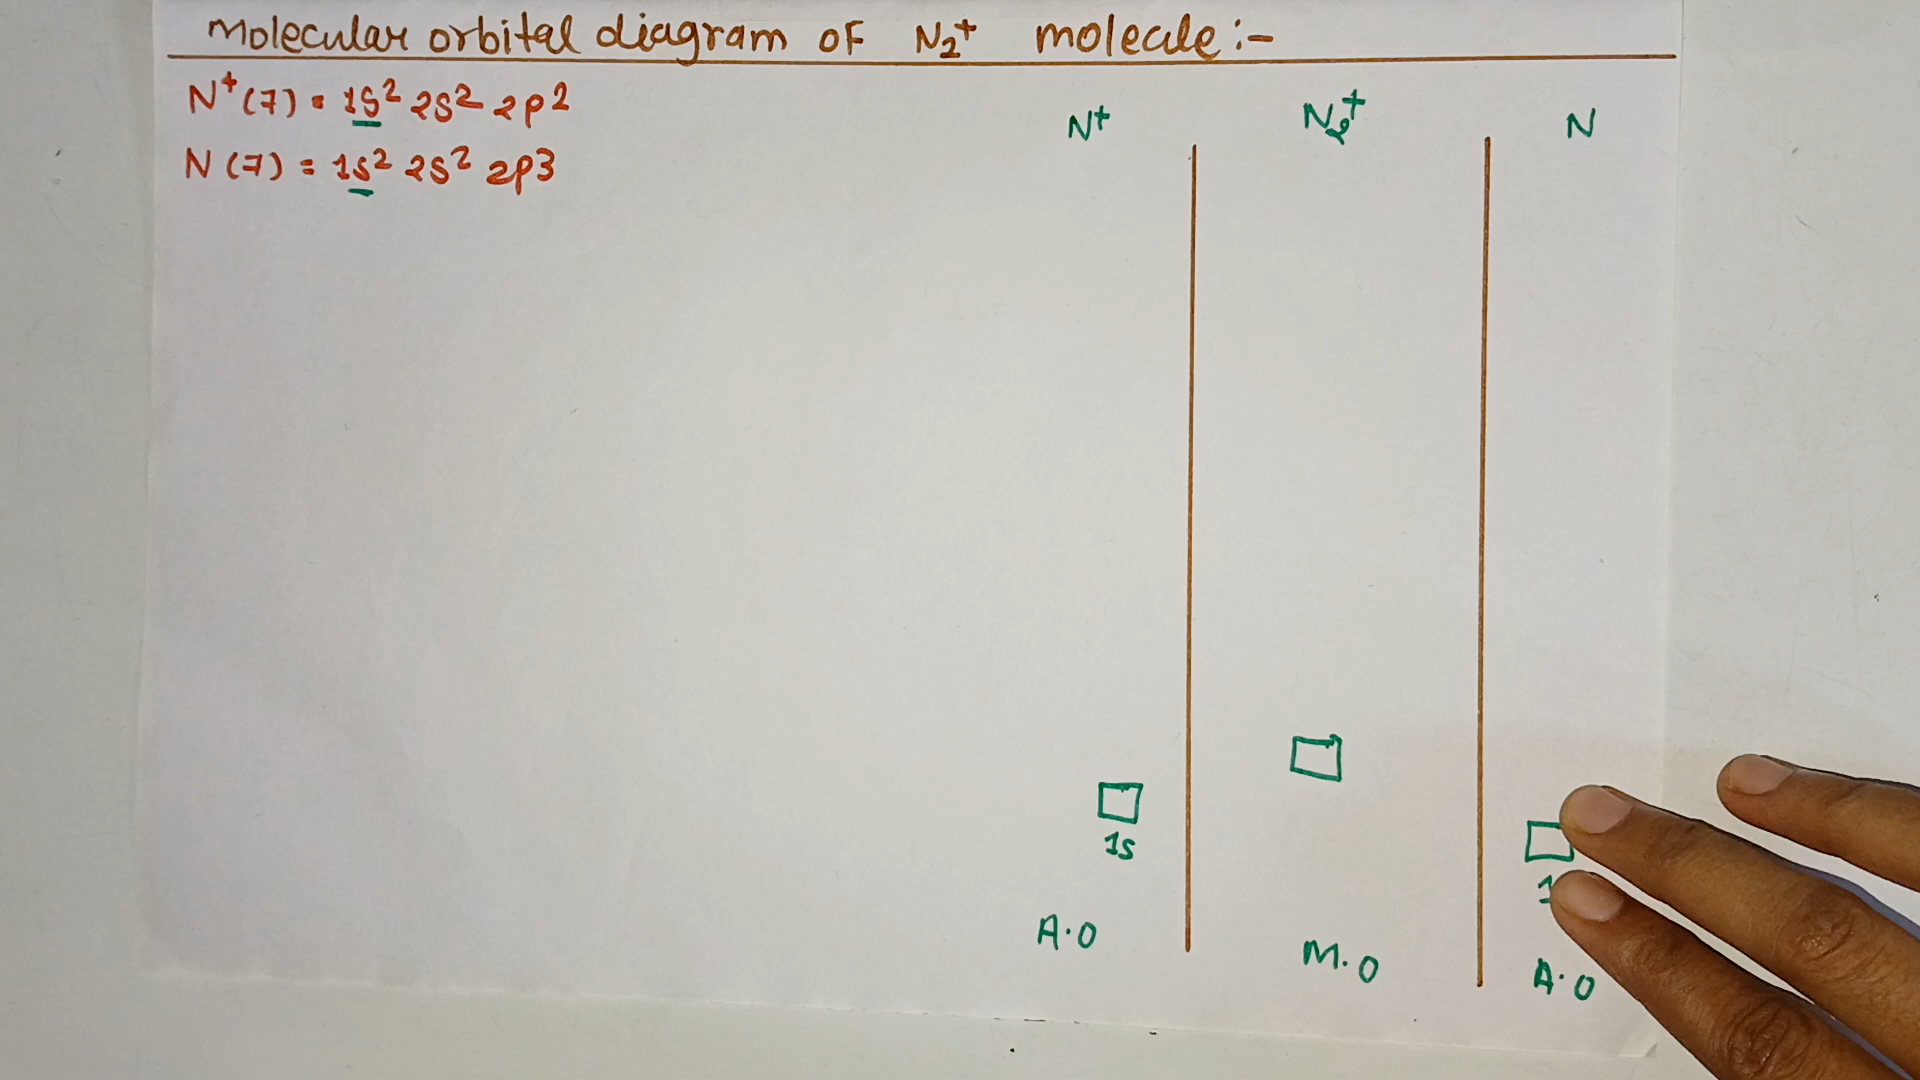 Molecular orbital diagram of N₂⁺ molecule :-
N⁺(7) = 1s² 2s² 2p2
N(7) = 1s² 2s² 2p3
N⁺ N₂⁺ N
1s
A.O M.O A.O